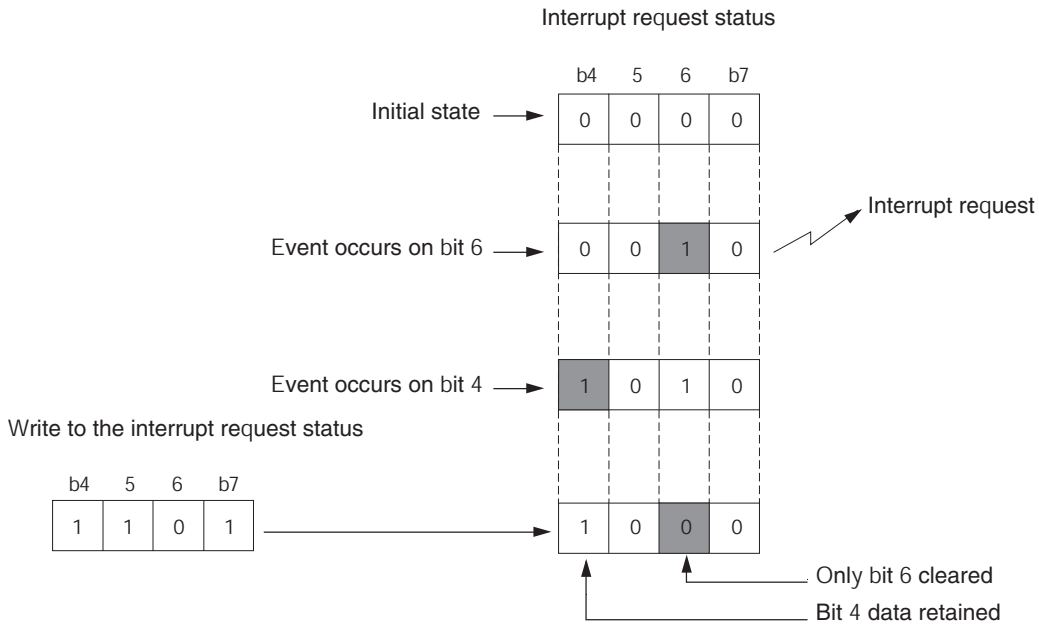 Interrupt request status
b4 5 6 b7
Initial state 0 0 0 0
Interrupt request
Event occurs on bit 6 0 0 1 0
Event occurs on bit 4 1 0 1 0
Write to the interrupt request status
b4 5 6 b7
1 1 0 1 1 0 0 0
Only bit 6 cleared
Bit 4 data retained